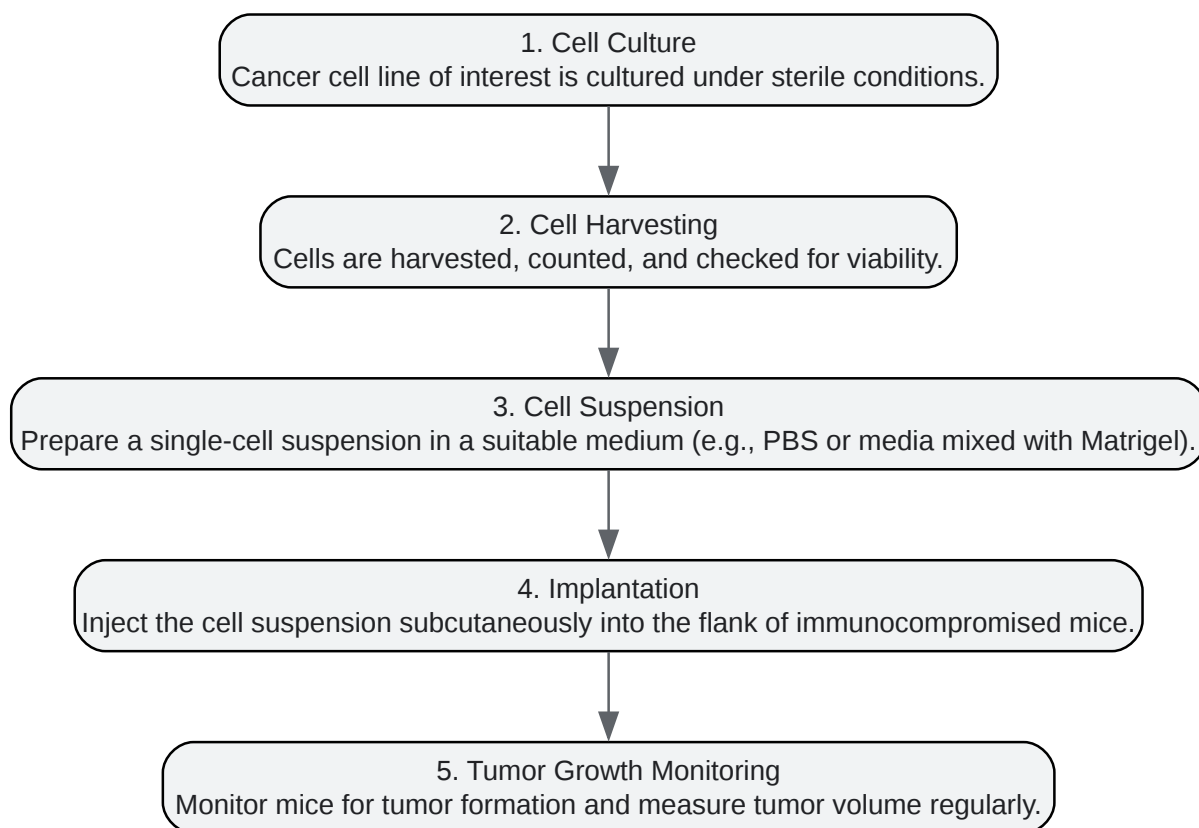 1. Cell Culture
Cancer cell line of interest is cultured under sterile conditions.
2. Cell Harvesting
Cells are harvested, counted, and checked for viability.
3. Cell Suspension
Prepare a single-cell suspension in a suitable medium (e.g., PBS or media mixed with Matrigel).
4. Implantation
Inject the cell suspension subcutaneously into the flank of immunocompromised mice.
5. Tumor Growth Monitoring
Monitor mice for tumor formation and measure tumor volume regularly.